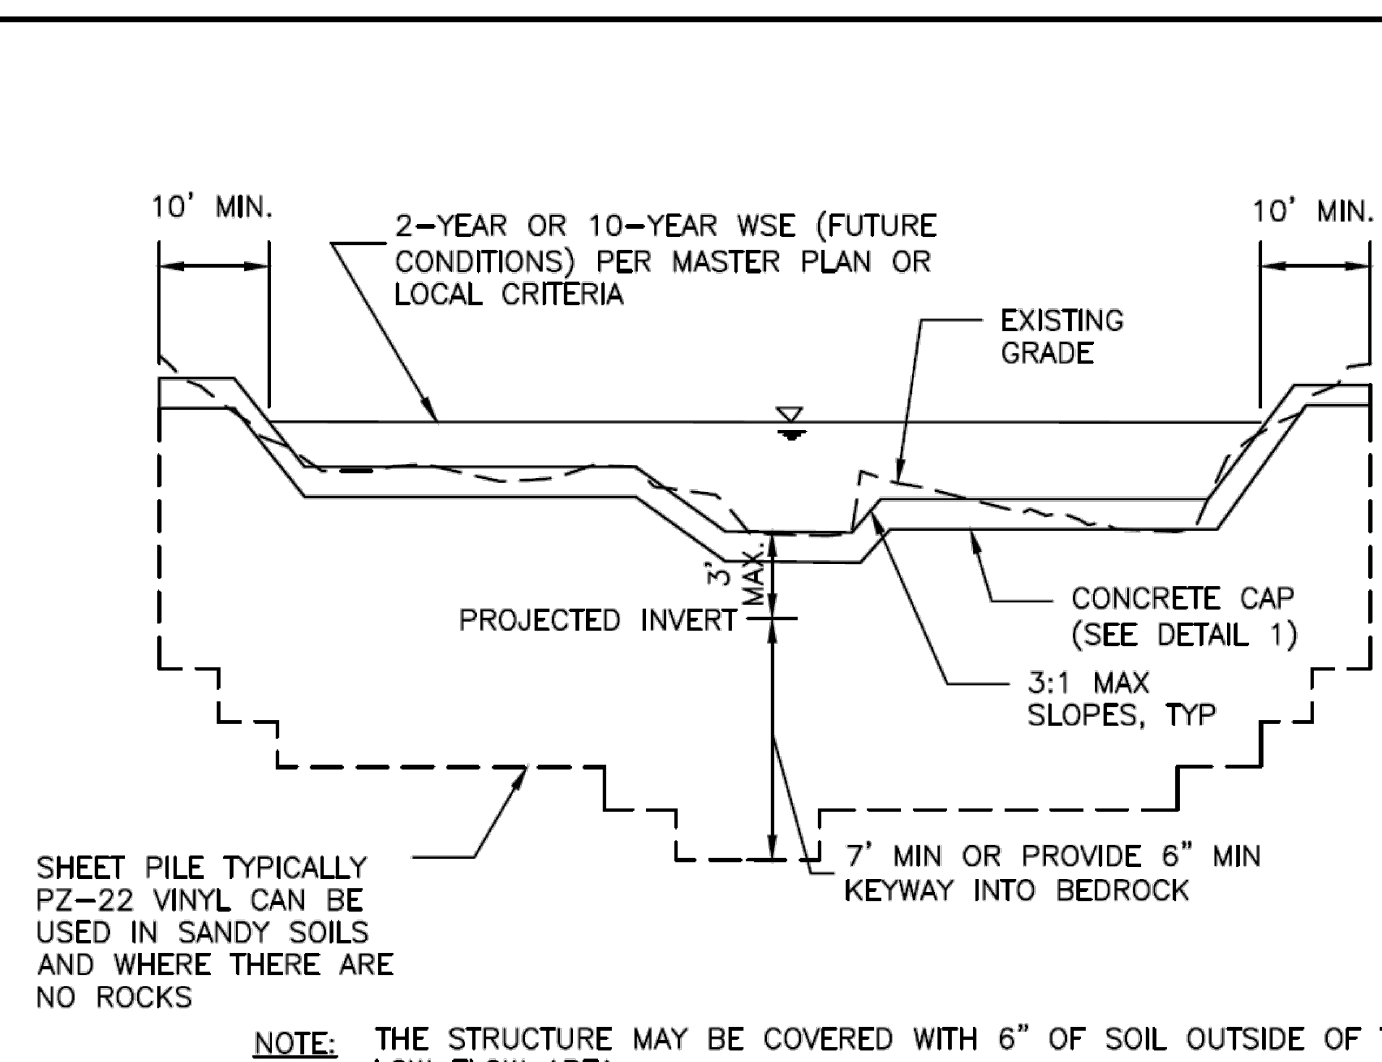 10' MIN.
2-YEAR OR 10-YEAR WSE (FUTURE
CONDITIONS) PER MASTER PLAN OR
LOCAL CRITERIA
10' MIN.
EXISTING
GRADE
3'
MAX.
PROJECTED INVERT
CONCRETE CAP
(SEE DETAIL 1)
3:1 MAX
SLOPES, TYP
7' MIN OR PROVIDE 6" MIN
KEYWAY INTO BEDROCK
SHEET PILE TYPICALLY
PZ-22 VINYL CAN BE
USED IN SANDY SOILS
AND WHERE THERE ARE
NO ROCKS
NOTE: THE STRUCTURE MAY BE COVERED WITH 6" OF SOIL OUTSIDE OF